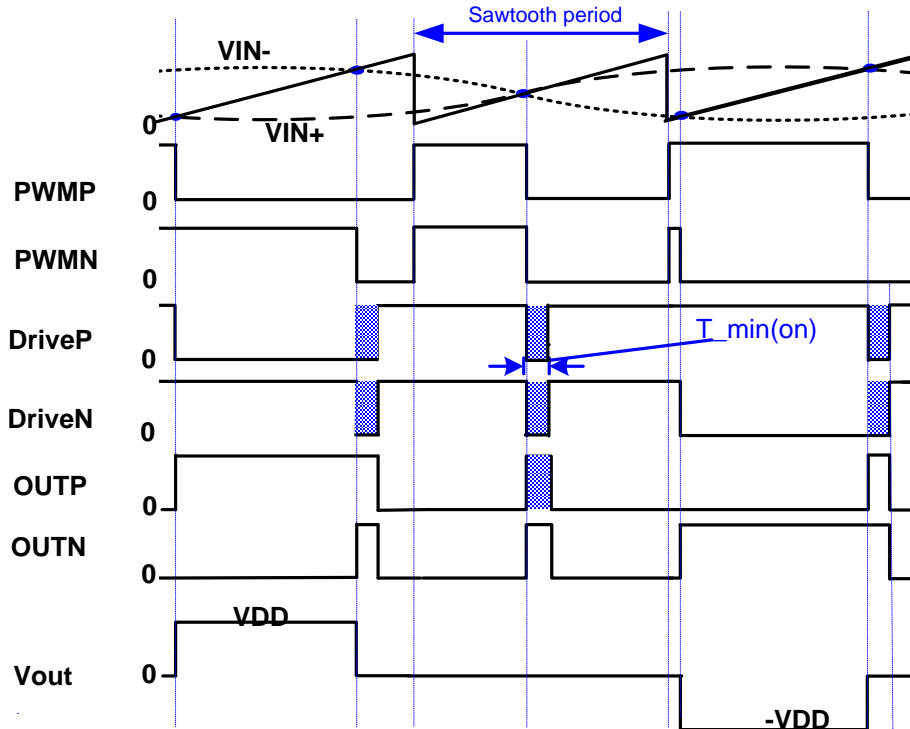 Sawtooth period
VIN-
0
VIN+
PWMP
0
PWMN
0
T_min(on)
DriveP
0
DriveN
0
OUTP
0
OUTN
0
VDD
Vout
0
-VDD